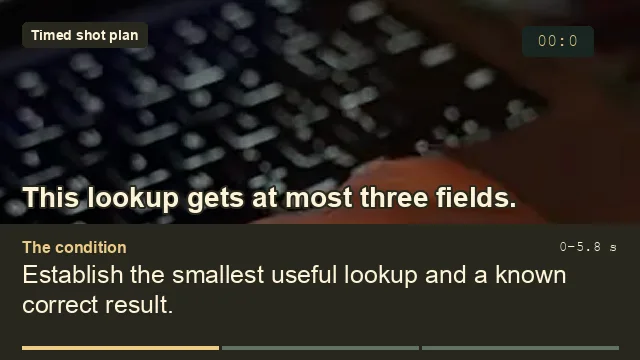 Timed shot plan
00:0
This lookup gets at most three fields.
The condition
0–5.8 s
Establish the smallest useful lookup and a known
correct result.